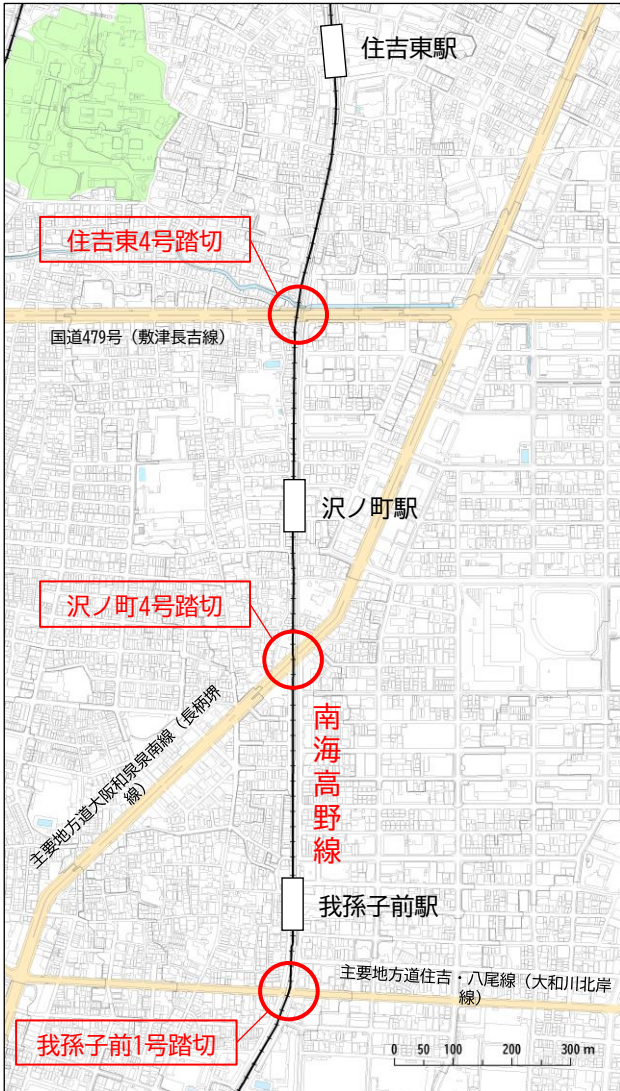 住吉東駅
住吉東4号踏切
国道479号（敷津長吉線）
沢ノ町駅
沢ノ町4号踏切
南海高野線
主要地方道大阪和泉泉南線（長柄堺
線）
我孫子前駅
主要地方道住吉・八尾線（大和川北岸
線）
我孫子前1号踏切
0 50 100 200 300 m